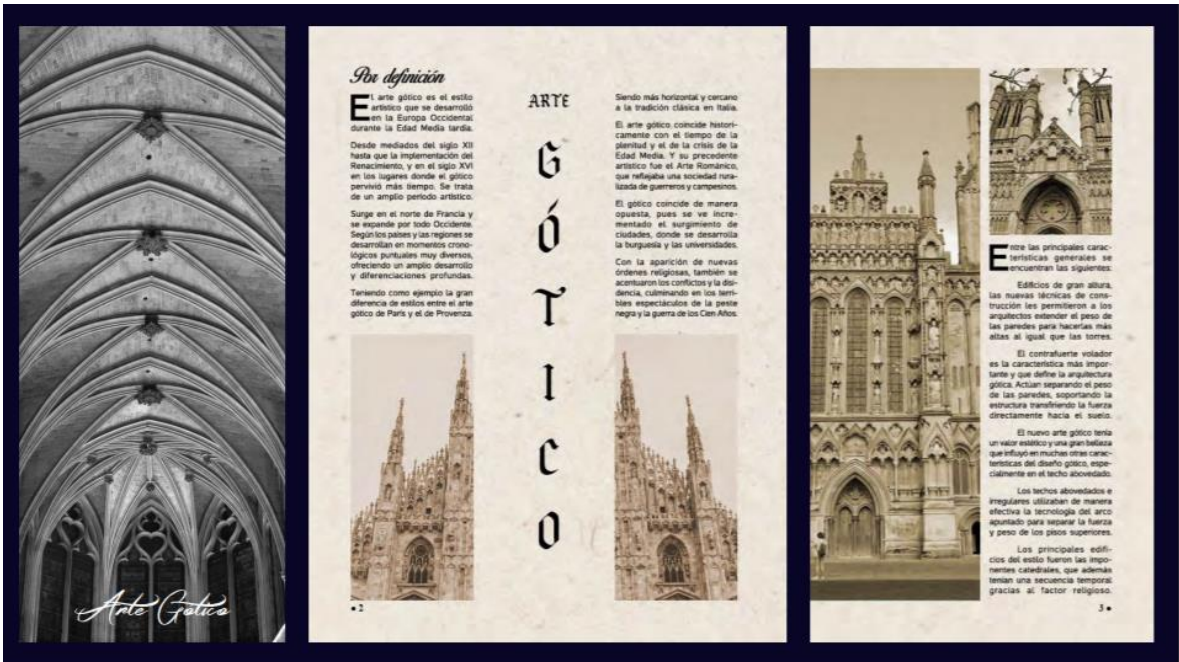 Arte Gotico
Por definición
El arte gótico es el estilo
artístico que se desarrolló
en la Europa Occidental
durante la Edad Media tardía.
Desde mediados del siglo XII
hasta que la implementación del
Renacimiento, y en el siglo XVI
en los lugares donde el gótico
pervivió más tiempo. Se trata
de un amplio período artístico.
Surge en el norte de Francia y
se expande por todo Occidente.
Según los países y las regiones se
desarrollan en momentos crono-
lógicos puntuales muy diversos,
ofreciendo un amplio desarrollo
y diferenciaciones profundas.
Teniendo como ejemplo la gran
diferencia de estilos entre el arte
gótico de París y el de Provenza.
• 2
ARTE
G
Ó
T
I
C
O
Siendo más horizontal y cercano
a la tradición clásica en Italia.
El arte gótico coincide histori-
camente con el tiempo de la
plenitud y el de la crisis de la
Edad Media. Y su precedente
artístico fue el Arte Románico,
que reflejaba una sociedad rura-
lizada de guerreros y campesinos.
El gótico coincide de manera
opuesta, pues se ve incre-
mentado el surgimiento de
ciudades, donde se desarrolla
la burguesía y las universidades.
Con la aparición de nuevas
órdenes religiosas, también se
acentuaron los conflictos y la disi-
dencia, culminando en los terri-
bles espectáculos de la peste
negra y la guerra de los Cien Años.
Entre las principales carac-
terísticas generales se
encuentran las siguientes:
Edificios de gran altura,
las nuevas técnicas de cons-
trucción les permitieron a los
arquitectos extender el peso de
las paredes para hacerlas más
altas al igual que las torres.
El contrafuerte volador
es la característica más impor-
tante y que define la arquitectura
gótica. Actúan separando el peso
de las paredes, soportando la
estructura transfiriendo la fuerza
directamente hacia el suelo.
El nuevo arte gótico tenía
un valor estético y una gran belleza
que influyó en muchas otras carac-
terísticas del diseño gótico, espe-
cialmente en el techo abovedado.
Los techos abovedados e
irregulares utilizaban de manera
efectiva la tecnología del arco
apuntado para separar la fuerza
y peso de los pisos superiores.
Los principales edifi-
cios del estilo fueron las impo-
nentes catedrales, que además
tenían una secuencia temporal
gracias al factor religioso.
3 •